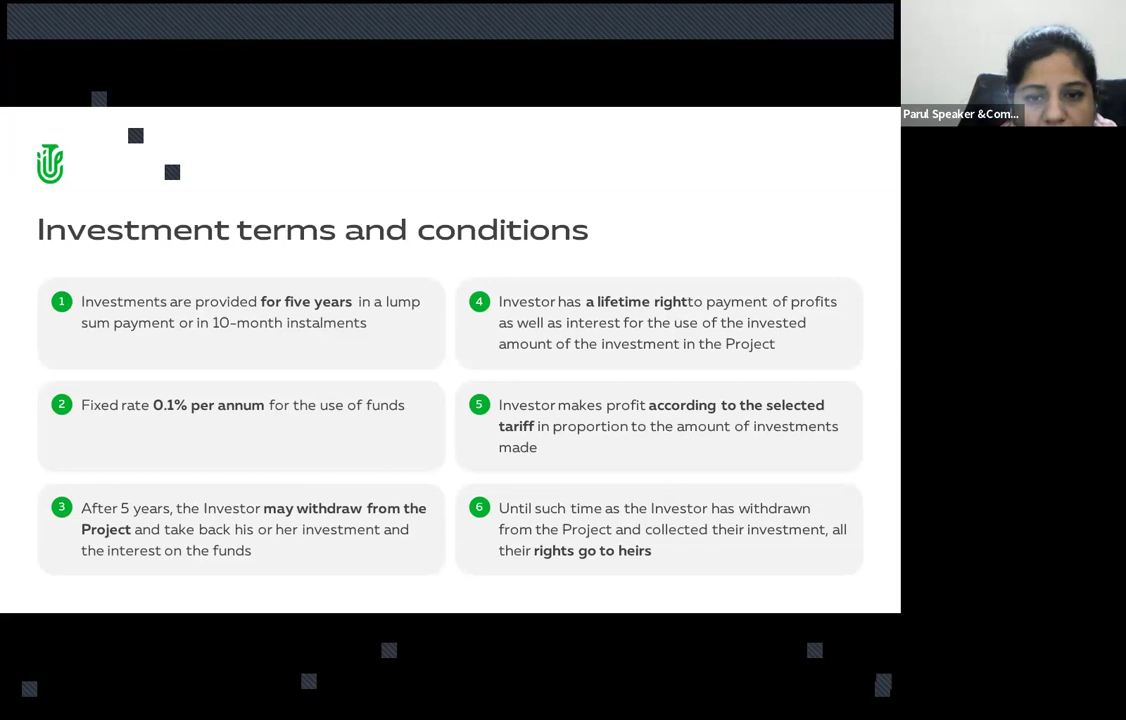 Parul Speaker &Com...
Investment terms and conditions
1
Investments are provided for five years in a lump
sum payment or in 10-month instalments
2
Fixed rate 0.1% per annum for the use of funds
3
After 5 years, the Investor may withdraw from the
Project and take back his or her investment and
the interest on the funds
4
Investor has a lifetime rightto payment of profits
as well as interest for the use of the invested
amount of the investment in the Project
5
Investor makes profit according to the selected
tariff in proportion to the amount of investments
made
6
Until such time as the Investor has withdrawn
from the Project and collected their investment, all
their rights go to heirs